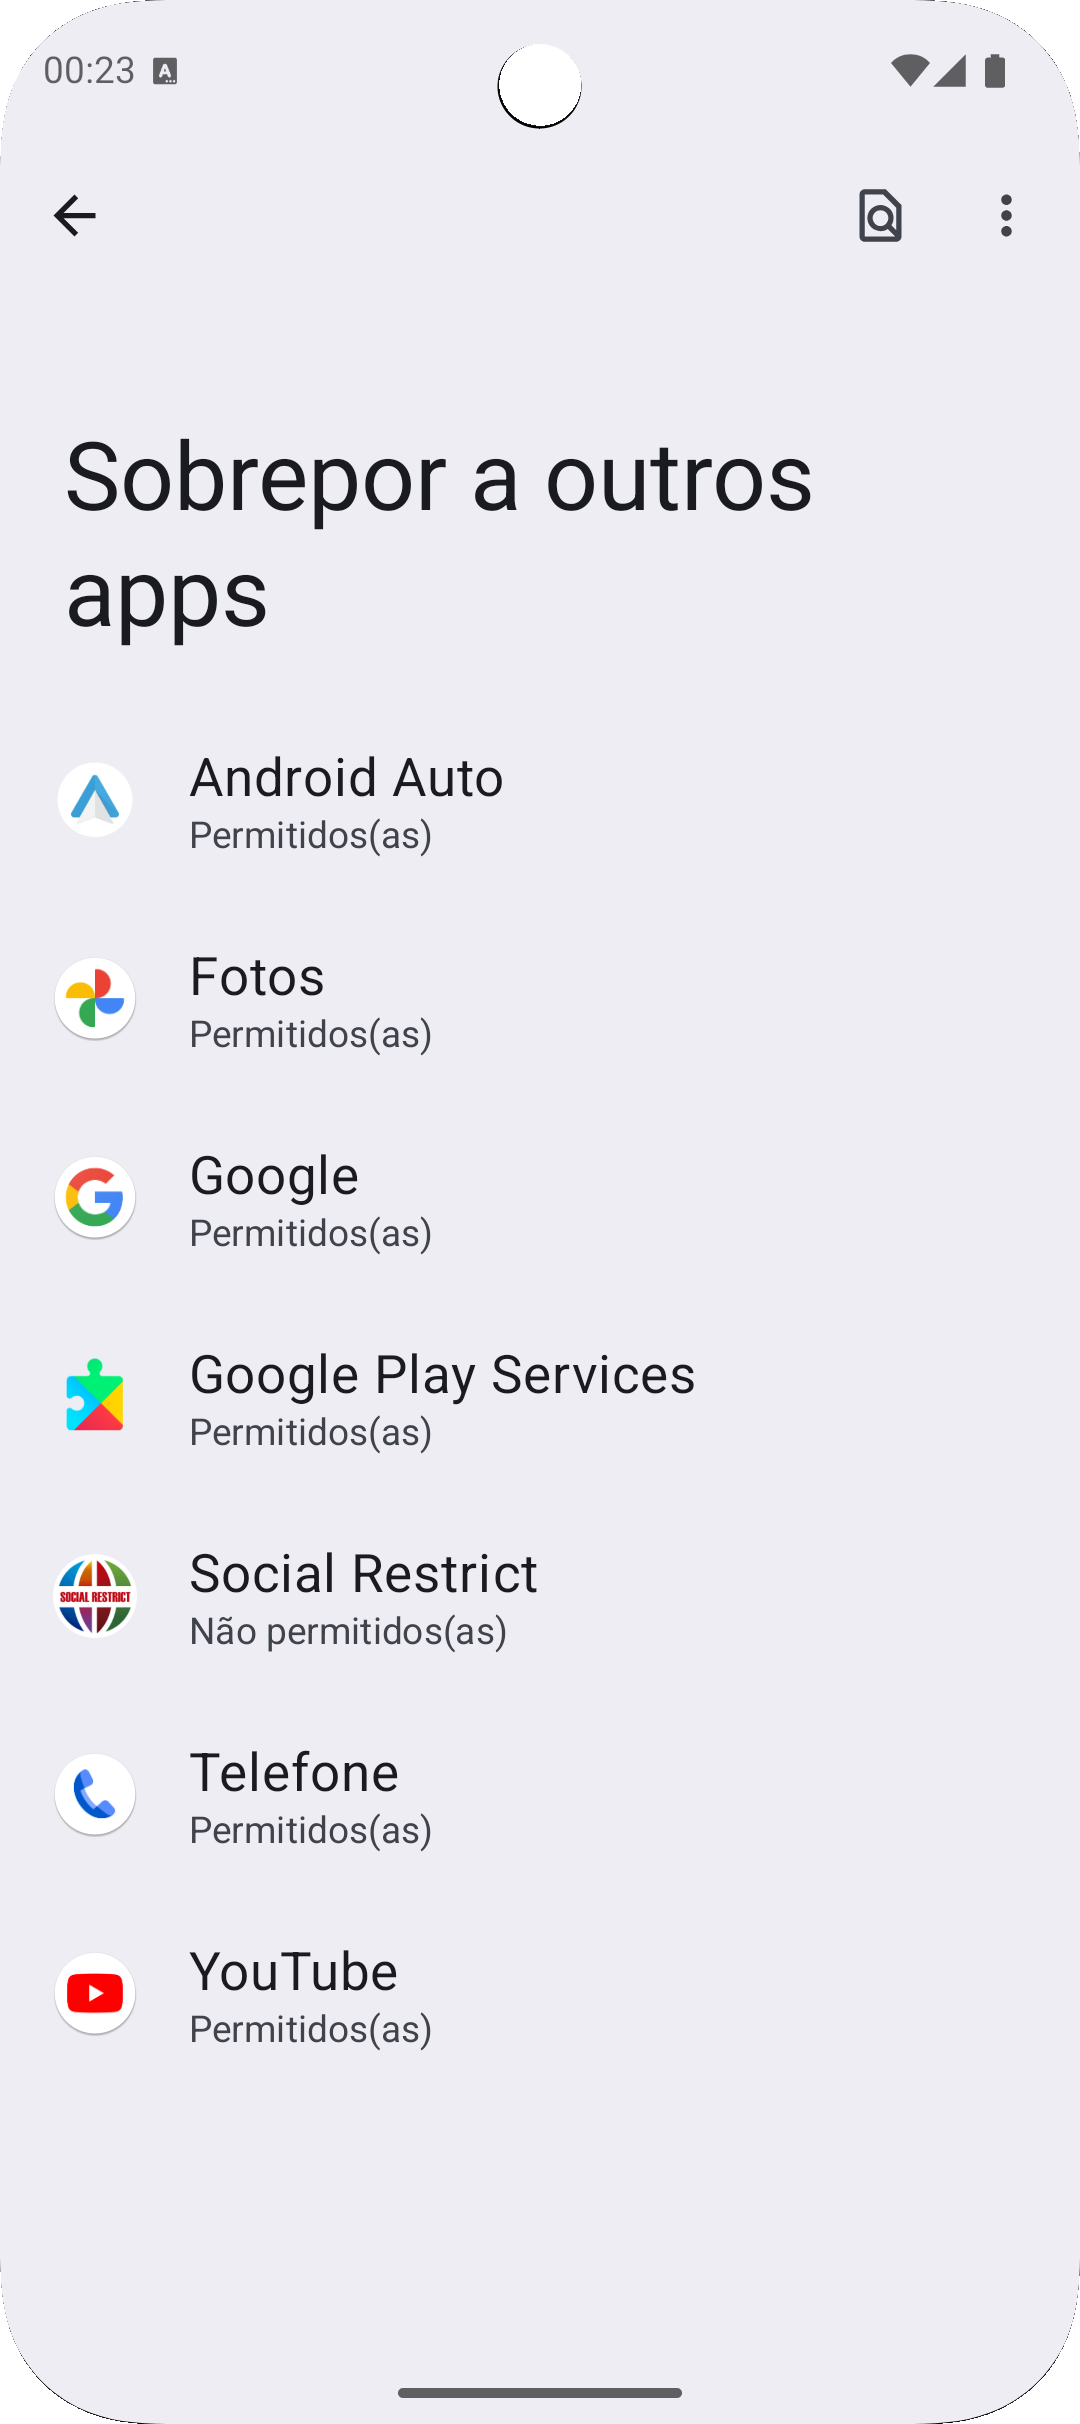 00:23
Sobrepor a outros
apps
Android Auto
Permitidos(as)
Fotos
Permitidos(as)
Google
Permitidos(as)
Google Play Services
Permitidos(as)
SOCIAL RESTRICT
Social Restrict
Não permitidos(as)
Telefone
Permitidos(as)
YouTube
Permitidos(as)